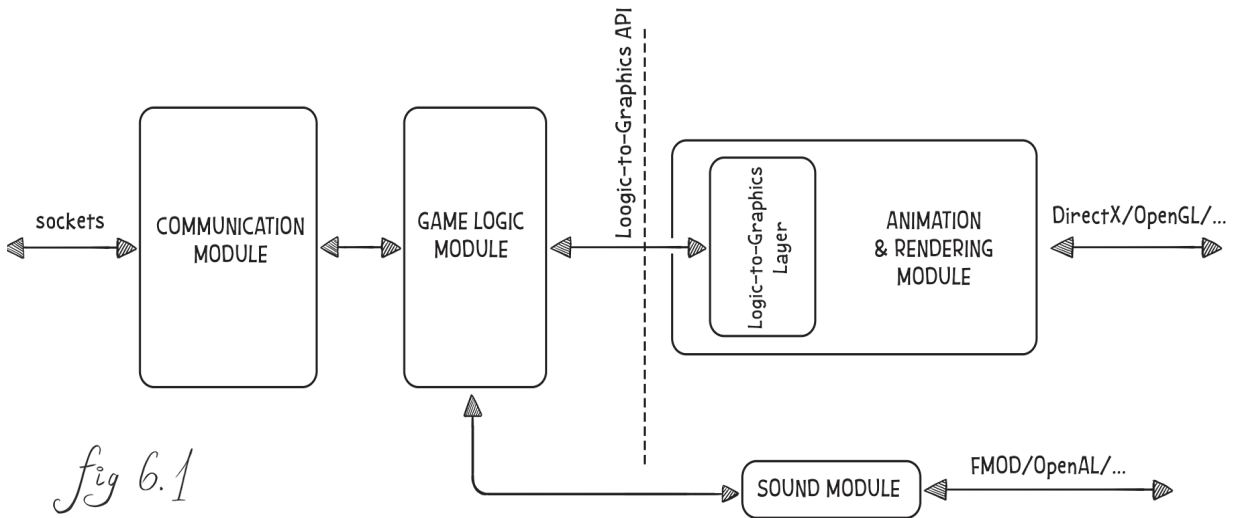 sockets
COMMUNICATION
MODULE
GAME LOGIC
MODULE
Loogic-to-Graphics API
Logic-to-Graphics
Layer
ANIMATION
& RENDERING
MODULE
DirectX/OpenGL/...
SOUND MODULE
FMOD/OpenAL/...
fig 6.1